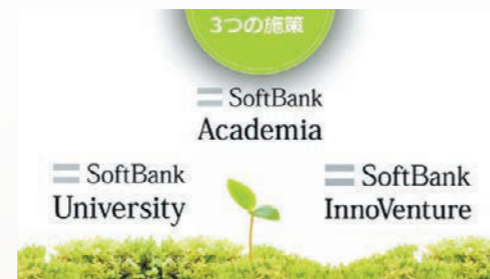 3つの施策
SoftBank
Academia
SoftBank
University
SoftBank
InnoVenture